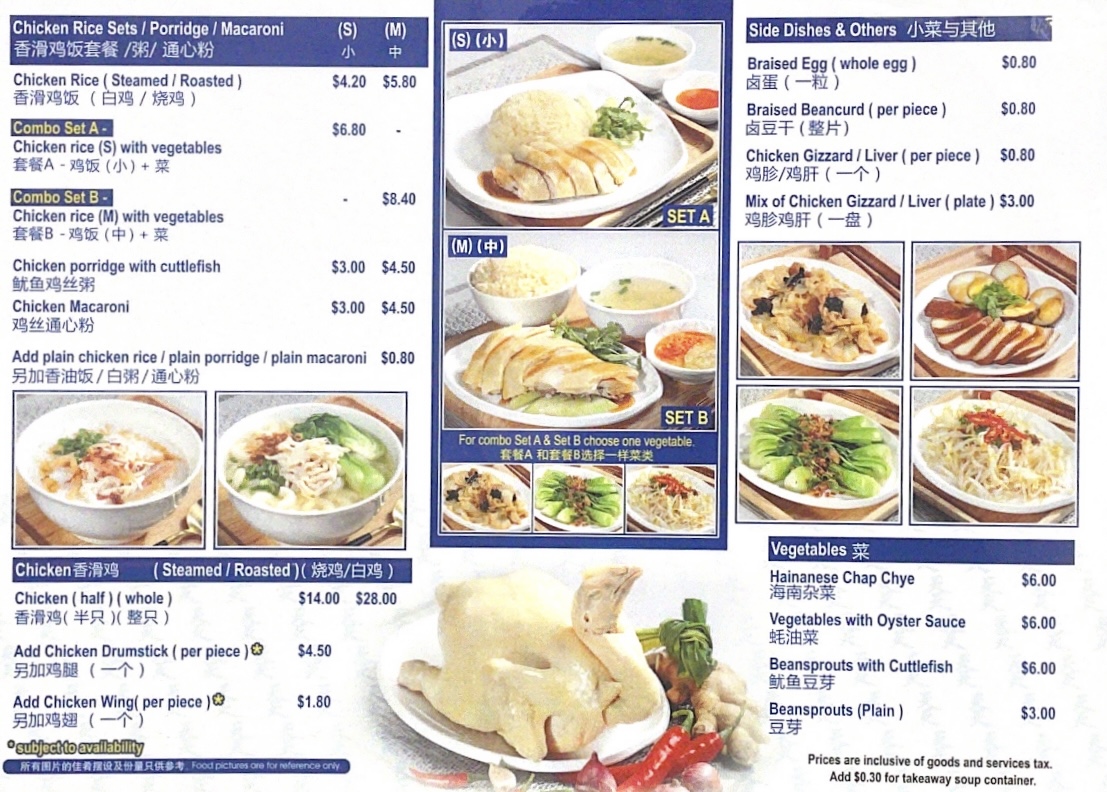 Chicken Rice Sets / Porridge / Macaroni (S) (M)
香滑鸡饭套餐 /粥/ 通心粉 小 中
Chicken Rice ( Steamed / Roasted ) $4.20 $5.80
香滑鸡饭 ( 白鸡 / 烧鸡 )
Combo Set A - $6.80 -
Chicken rice (S) with vegetables
套餐A - 鸡饭 (小) + 菜
Combo Set B - - $8.40
Chicken rice (M) with vegetables
套餐B - 鸡饭 (中) + 菜
Chicken porridge with cuttlefish $3.00 $4.50
鱿鱼鸡丝粥
Chicken Macaroni $3.00 $4.50
鸡丝通心粉
Add plain chicken rice / plain porridge / plain macaroni $0.80
另加香油饭 / 白粥 / 通心粉
Chicken香滑鸡 ( Steamed / Roasted )( 烧鸡/白鸡 )
Chicken ( half ) ( whole ) $14.00 $28.00
香滑鸡( 半只 )( 整只 )
Add Chicken Drumstick ( per piece )* $4.50
另加鸡腿 ( 一个 )
Add Chicken Wing( per piece )* $1.80
另加鸡翅 ( 一个 )
* subject to availability
所有图片的佳肴摆设及份量只供参考. Food pictures are for reference only.
(S) (小)
SET A
(M) (中)
SET B
For combo Set A & Set B choose one vegetable.
套餐A 和套餐B选择一样菜类
Side Dishes & Others 小菜与其他
Braised Egg ( whole egg ) $0.80
卤蛋 ( 一粒 )
Braised Beancurd ( per piece ) $0.80
卤豆干 ( 整片 )
Chicken Gizzard / Liver ( per piece ) $0.80
鸡胗/鸡肝 ( 一个 )
Mix of Chicken Gizzard / Liver ( plate ) $3.00
鸡胗鸡肝 ( 一盘 )
Vegetables 菜
Hainanese Chap Chye $6.00
海南杂菜
Vegetables with Oyster Sauce $6.00
蚝油菜
Beansprouts with Cuttlefish $6.00
鱿鱼豆芽
Beansprouts (Plain ) $3.00
豆芽
Prices are inclusive of goods and services tax.
Add $0.30 for takeaway soup container.